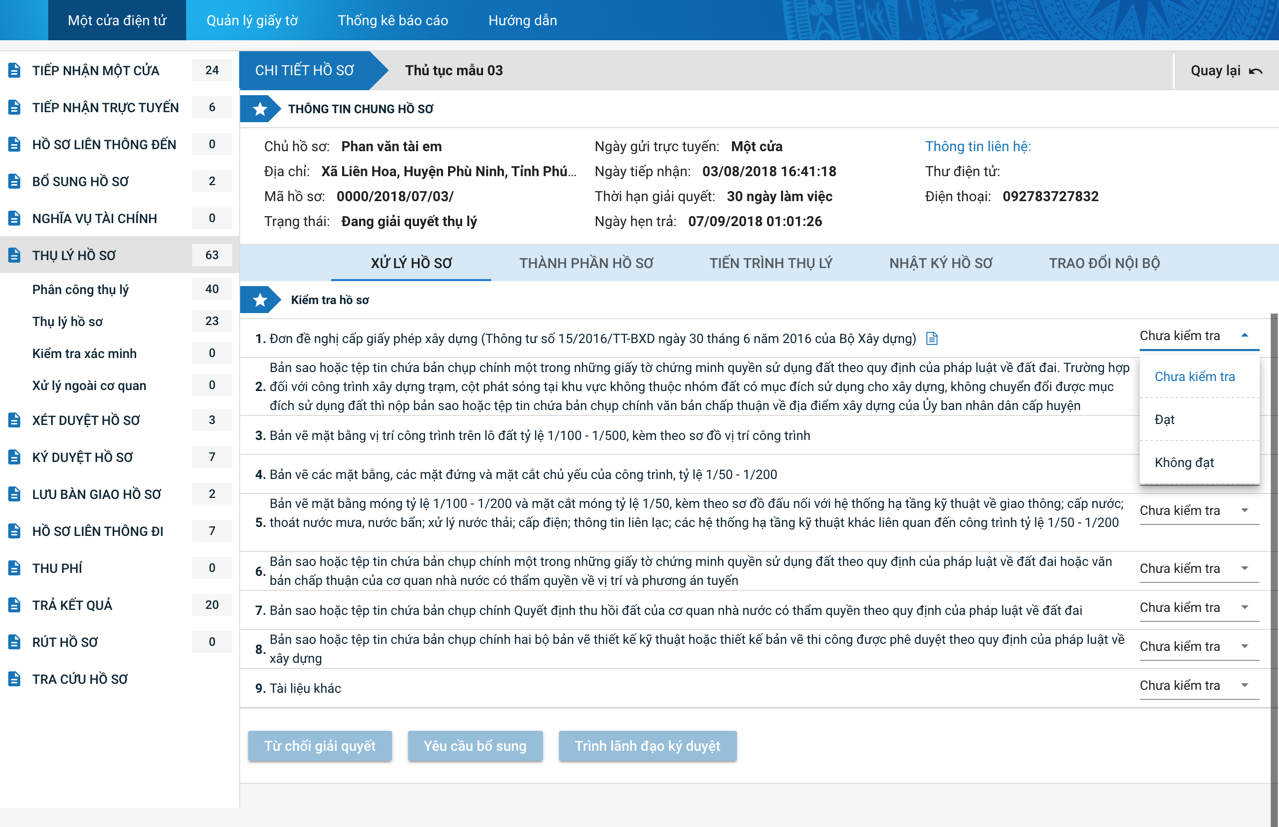 Một cửa điện tử
Quản lý giấy tờ
Thống kê báo cáo
Hướng dẫn
TIẾP NHẬN MỘT CỬA 24
TIẾP NHẬN TRỰC TUYẾN 6
HỒ SƠ LIÊN THÔNG ĐẾN 0
BỔ SUNG HỒ SƠ 2
NGHĨA VỤ TÀI CHÍNH 0
THỤ LÝ HỒ SƠ 63
Phân công thụ lý 40
Thụ lý hồ sơ 23
Kiểm tra xác minh 0
Xử lý ngoài cơ quan 0
XÉT DUYỆT HỒ SƠ 3
KÝ DUYỆT HỒ SƠ 7
LƯU BÀN GIAO HỒ SƠ 2
HỒ SƠ LIÊN THÔNG ĐI 7
THU PHÍ 0
TRẢ KẾT QUẢ 20
RÚT HỒ SƠ 0
TRA CỨU HỒ SƠ
CHI TIẾT HỒ SƠ
Thủ tục mẫu 03
Quay lại
THÔNG TIN CHUNG HỒ SƠ
Chủ hồ sơ: Phan văn tài em
Địa chỉ: Xã Liên Hoa, Huyện Phù Ninh, Tỉnh Phú...
Mã hồ sơ: 0000/2018/07/03/
Trạng thái: Đang giải quyết thụ lý
Ngày gửi trực tuyến: Một cửa
Ngày tiếp nhận: 03/08/2018 16:41:18
Thời hạn giải quyết: 30 ngày làm việc
Ngày hẹn trả: 07/09/2018 01:01:26
Thông tin liên hệ:
Thư điện tử:
Điện thoại: 092783727832
XỬ LÝ HỒ SƠ
THÀNH PHẦN HỒ SƠ
TIẾN TRÌNH THỤ LÝ
NHẬT KÝ HỒ SƠ
TRAO ĐỔI NỘI BỘ
Kiểm tra hồ sơ
1. Đơn đề nghị cấp giấy phép xây dựng (Thông tư số 15/2016/TT-BXD ngày 30 tháng 6 năm 2016 của Bộ Xây dựng)
Chưa kiểm tra
Chưa kiểm tra
Đạt
Không đạt
Bản sao hoặc tệp tin chứa bản chụp chính một trong những giấy tờ chứng minh quyền sử dụng đất theo quy định của pháp luật về đất đai. Trường hợp
2. đối với công trình xây dựng trạm, cột phát sóng tại khu vực không thuộc nhóm đất có mục đích sử dụng cho xây dựng, không chuyển đổi được mục
đích sử dụng đất thì nộp bản sao hoặc tệp tin chứa bản chụp chính văn bản chấp thuận về địa điểm xây dựng của Ủy ban nhân dân cấp huyện
3. Bản vẽ mặt bằng vị trí công trình trên lô đất tỷ lệ 1/100 - 1/500, kèm theo sơ đồ vị trí công trình
4. Bản vẽ các mặt bằng, các mặt đứng và mặt cắt chủ yếu của công trình, tỷ lệ 1/50 - 1/200
Bản vẽ mặt bằng móng tỷ lệ 1/100 - 1/200 và mặt cắt móng tỷ lệ 1/50, kèm theo sơ đồ đấu nối với hệ thống hạ tầng kỹ thuật về giao thông; cấp nước;
5. thoát nước mưa, nước bẩn; xử lý nước thải; cấp điện; thông tin liên lạc; các hệ thống hạ tầng kỹ thuật khác liên quan đến công trình tỷ lệ 1/50 - 1/200
Chưa kiểm tra
Bản sao hoặc tệp tin chứa bản chụp chính một trong những giấy tờ chứng minh quyền sử dụng đất theo quy định của pháp luật về đất đai hoặc văn
6. bản chấp thuận của cơ quan nhà nước có thẩm quyền về vị trí và phương án tuyến
Chưa kiểm tra
7. Bản sao hoặc tệp tin chứa bản chụp chính Quyết định thu hồi đất của cơ quan nhà nước có thẩm quyền theo quy định của pháp luật về đất đai
Chưa kiểm tra
Bản sao hoặc tệp tin chứa bản chụp chính hai bộ bản vẽ thiết kế kỹ thuật hoặc thiết kế bản vẽ thi công được phê duyệt theo quy định của pháp luật về
8. xây dựng
Chưa kiểm tra
9. Tài liệu khác
Chưa kiểm tra
Từ chối giải quyết
Yêu cầu bổ sung
Trình lãnh đạo ký duyệt